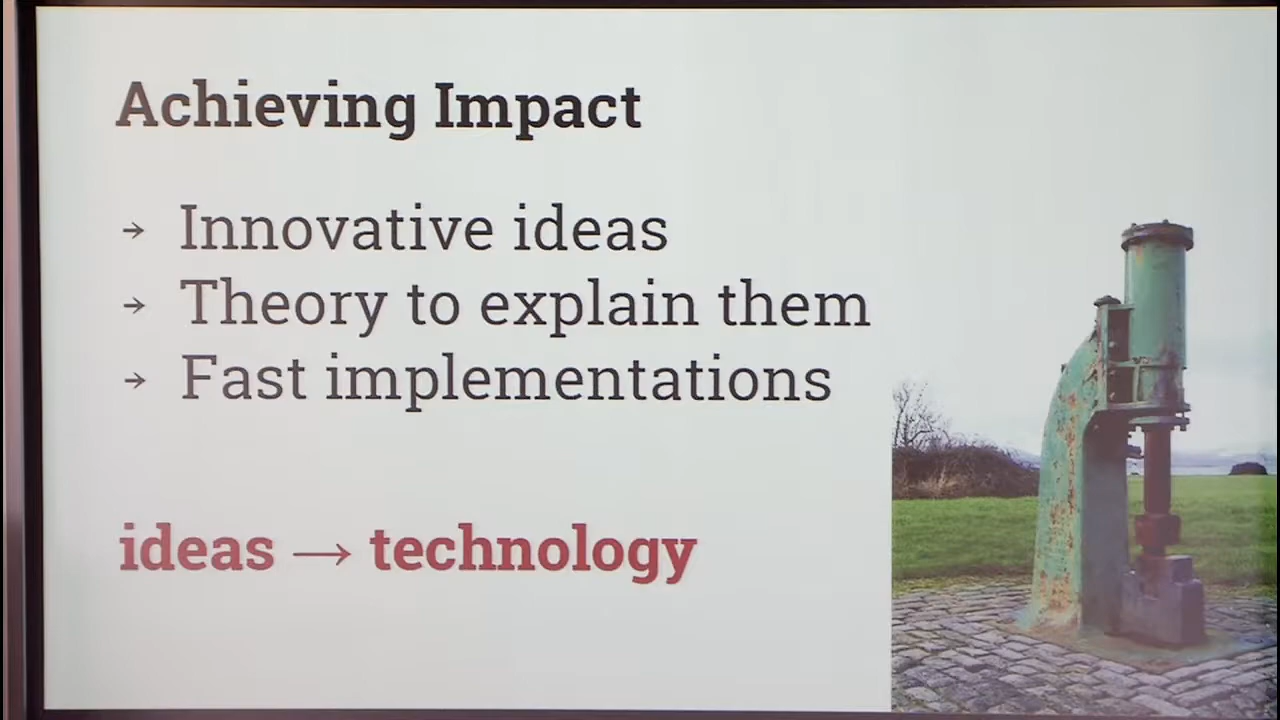 Achieving Impact
→ Innovative ideas
→ Theory to explain them
→ Fast implementations
ideas → technology